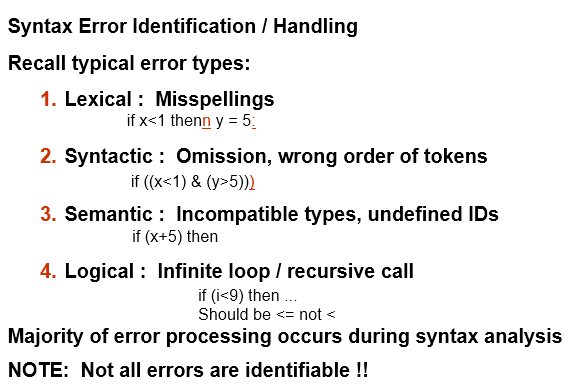 Syntax Error Identification / Handling
Recall typical error types:
1. Lexical : Misspellings
if x<1 thenn y = 5:
2. Syntactic : Omission, wrong order of tokens
if ((x<1) & (y>5)))
3. Semantic : Incompatible types, undefined IDs
if (x+5) then
4. Logical : Infinite loop / recursive call
if (i<9) then ...
Should be <= not <
Majority of error processing occurs during syntax analysis
NOTE: Not all errors are identifiable !!